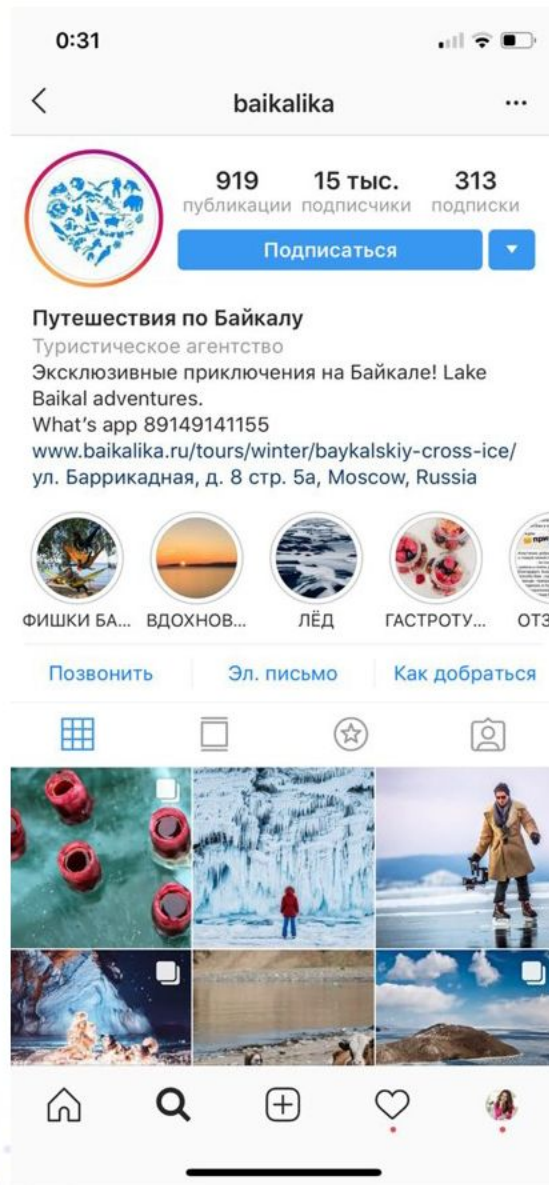 0:31
baikalika
919 15 тыс. 313
публикации подписчики подписки
Подписаться
Путешествия по Байкалу
Туристическое агентство
Эксклюзивные приключения на Байкале! Lake
Baikal adventures.
What's app 89149141155
www.baikalika.ru/tours/winter/baykalskiy-cross-ice/
ул. Баррикадная, д. 8 стр. 5а, Moscow, Russia
ФИШКИ БА... ВДОХНОВ... ЛЁД ГАСТРОТУ... ОТЗ
Позвонить Эл. письмо Как добраться